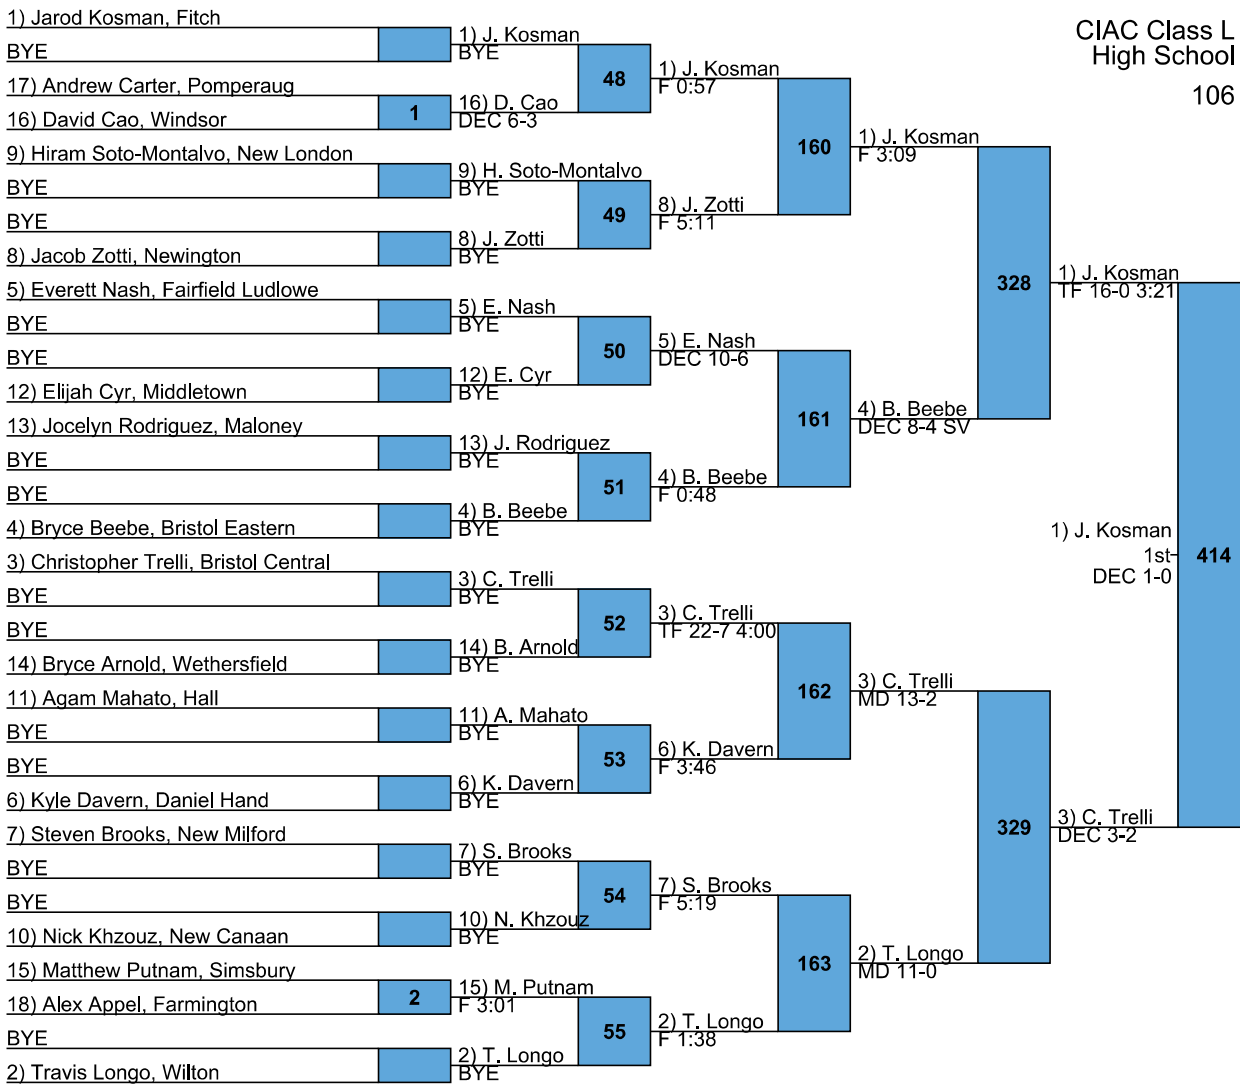 CIAC Class L
High School
106
1) Jarod Kosman, Fitch
BYE
17) Andrew Carter, Pomperaug
16) David Cao, Windsor
9) Hiram Soto-Montalvo, New London
BYE
BYE
8) Jacob Zotti, Newington
5) Everett Nash, Fairfield Ludlowe
BYE
BYE
12) Elijah Cyr, Middletown
13) Jocelyn Rodriguez, Maloney
BYE
BYE
4) Bryce Beebe, Bristol Eastern
3) Christopher Trelli, Bristol Central
BYE
BYE
14) Bryce Arnold, Wethersfield
11) Agam Mahato, Hall
BYE
BYE
6) Kyle Davern, Daniel Hand
7) Steven Brooks, New Milford
BYE
BYE
10) Nick Khzouz, New Canaan
15) Matthew Putnam, Simsbury
18) Alex Appel, Farmington
BYE
2) Travis Longo, Wilton
1
2
1) J. Kosman
BYE
16) D. Cao
DEC 6-3
9) H. Soto-Montalvo
BYE
8) J. Zotti
BYE
5) E. Nash
BYE
12) E. Cyr
BYE
13) J. Rodriguez
BYE
4) B. Beebe
BYE
3) C. Trelli
BYE
14) B. Arnold
BYE
11) A. Mahato
BYE
6) K. Davern
BYE
7) S. Brooks
BYE
10) N. Khzouz
BYE
15) M. Putnam
F 3:01
2) T. Longo
BYE
48
49
50
51
52
53
54
55
1) J. Kosman
F 0:57
8) J. Zotti
F 5:11
5) E. Nash
DEC 10-6
4) B. Beebe
F 0:48
3) C. Trelli
TF 22-7 4:00
6) K. Davern
F 3:46
7) S. Brooks
F 5:19
2) T. Longo
F 1:38
160
161
162
163
1) J. Kosman
F 3:09
4) B. Beebe
DEC 8-4 SV
3) C. Trelli
MD 13-2
2) T. Longo
MD 11-0
328
329
1) J. Kosman
TF 16-0 3:21
3) C. Trelli
DEC 3-2
414
1) J. Kosman
1st
DEC 1-0